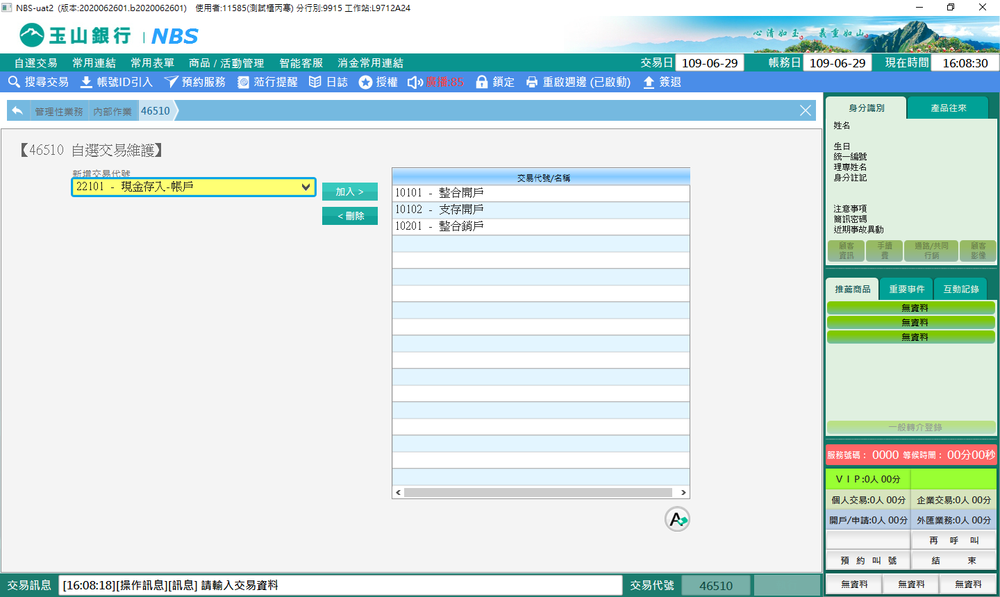 NBS-uat2 (版本:2020062601.b2020062601) 使用者:11585(測試櫃丙寒) 分行別:9915 工作站:L9712A24
玉山銀行 NBS
心清如玉。 義重如山。
自選交易 常用連結 常用表單 商品 / 活動管理 智能客服 消金常用連結 交易日 109-06-29 帳務日 109-06-29 現在時間 16:08:30
搜尋交易 帳號ID引入 預約服務 蒞行提醒 日誌 授權 廣播:85 鎖定 重啟週邊 (已啟動) 簽退
管理性業務 內部作業 46510
【46510 自選交易維護】
新增交易代號
22101 - 現金存入-帳戶
加入 >
< 刪除
交易代號/名稱
10101 - 整合開戶
10102 - 支存開戶
10201 - 整合銷戶
身分識別 產品往來
姓名
生日
統一編號
理專姓名
身分註記
注意事項
簡訊密碼
近期事故異動
顧客資訊 手續費 通路/共同行銷 顧客影像
推薦商品 重要事件 互動記錄
無資料
無資料
無資料
一般轉介登錄
服務號碼： 0000 等候時間： 00分00秒
ＶＩＰ:0人 00分
個人交易:0人 00分 企業交易:0人 00分
開戶/申請:0人 00分 外匯業務:0人 00分
再 呼 叫
預 約 叫 號 結 束
無資料 無資料 無資料
交易訊息 [16:08:18][操作訊息][訊息] 請輸入交易資料 交易代號 46510